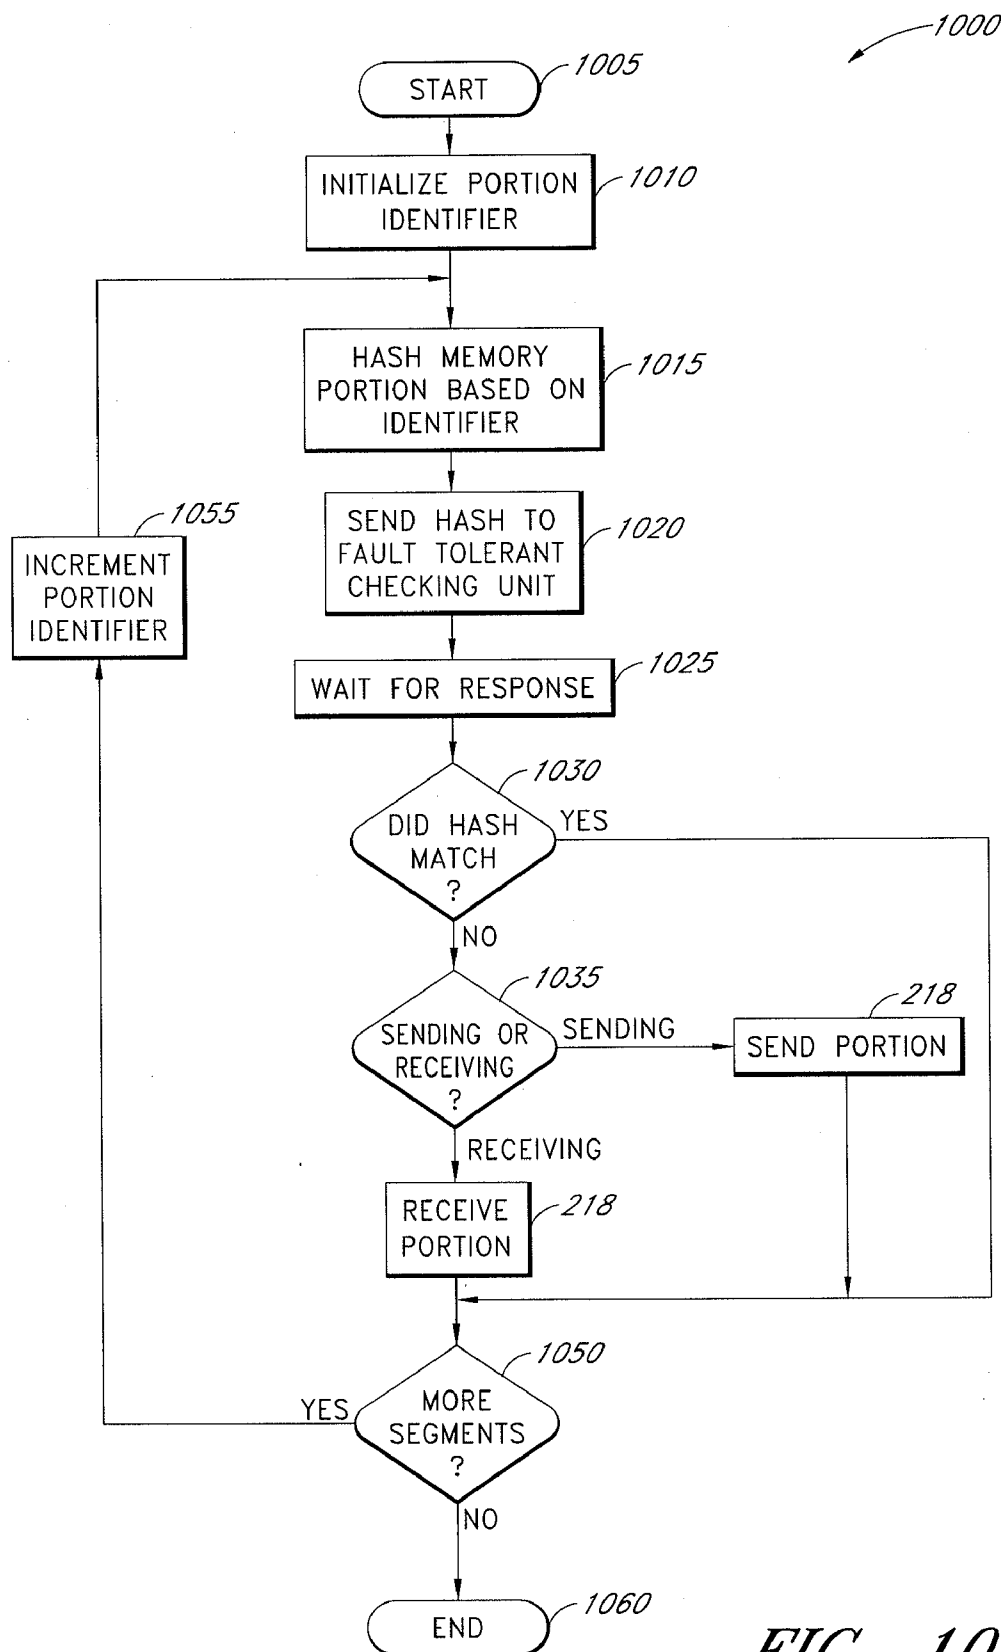 1000
START
1005
INITIALIZE PORTION
IDENTIFIER
1010
HASH MEMORY
PORTION BASED ON
IDENTIFIER
1015
SEND HASH TO
FAULT TOLERANT
CHECKING UNIT
1020
1055
INCREMENT
PORTION
IDENTIFIER
WAIT FOR RESPONSE
1025
DID HASH
MATCH
?
1030
YES
NO
SENDING OR
RECEIVING
?
1035
SENDING
SEND PORTION
218
RECEIVING
RECEIVE
PORTION
218
MORE
SEGMENTS
?
1050
YES
NO
END
1060
FIG. 10